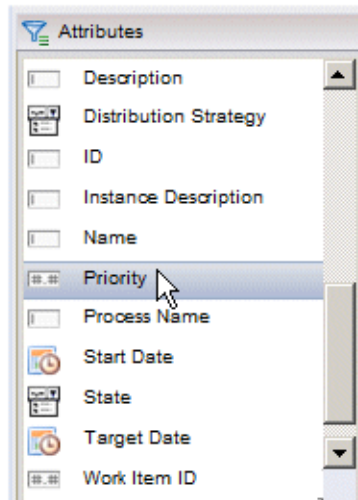 Attributes
Description
Distribution Strategy
ID
Instance Description
Name
#.# Priority
Process Name
Start Date
State
Target Date
#.# Work Item ID